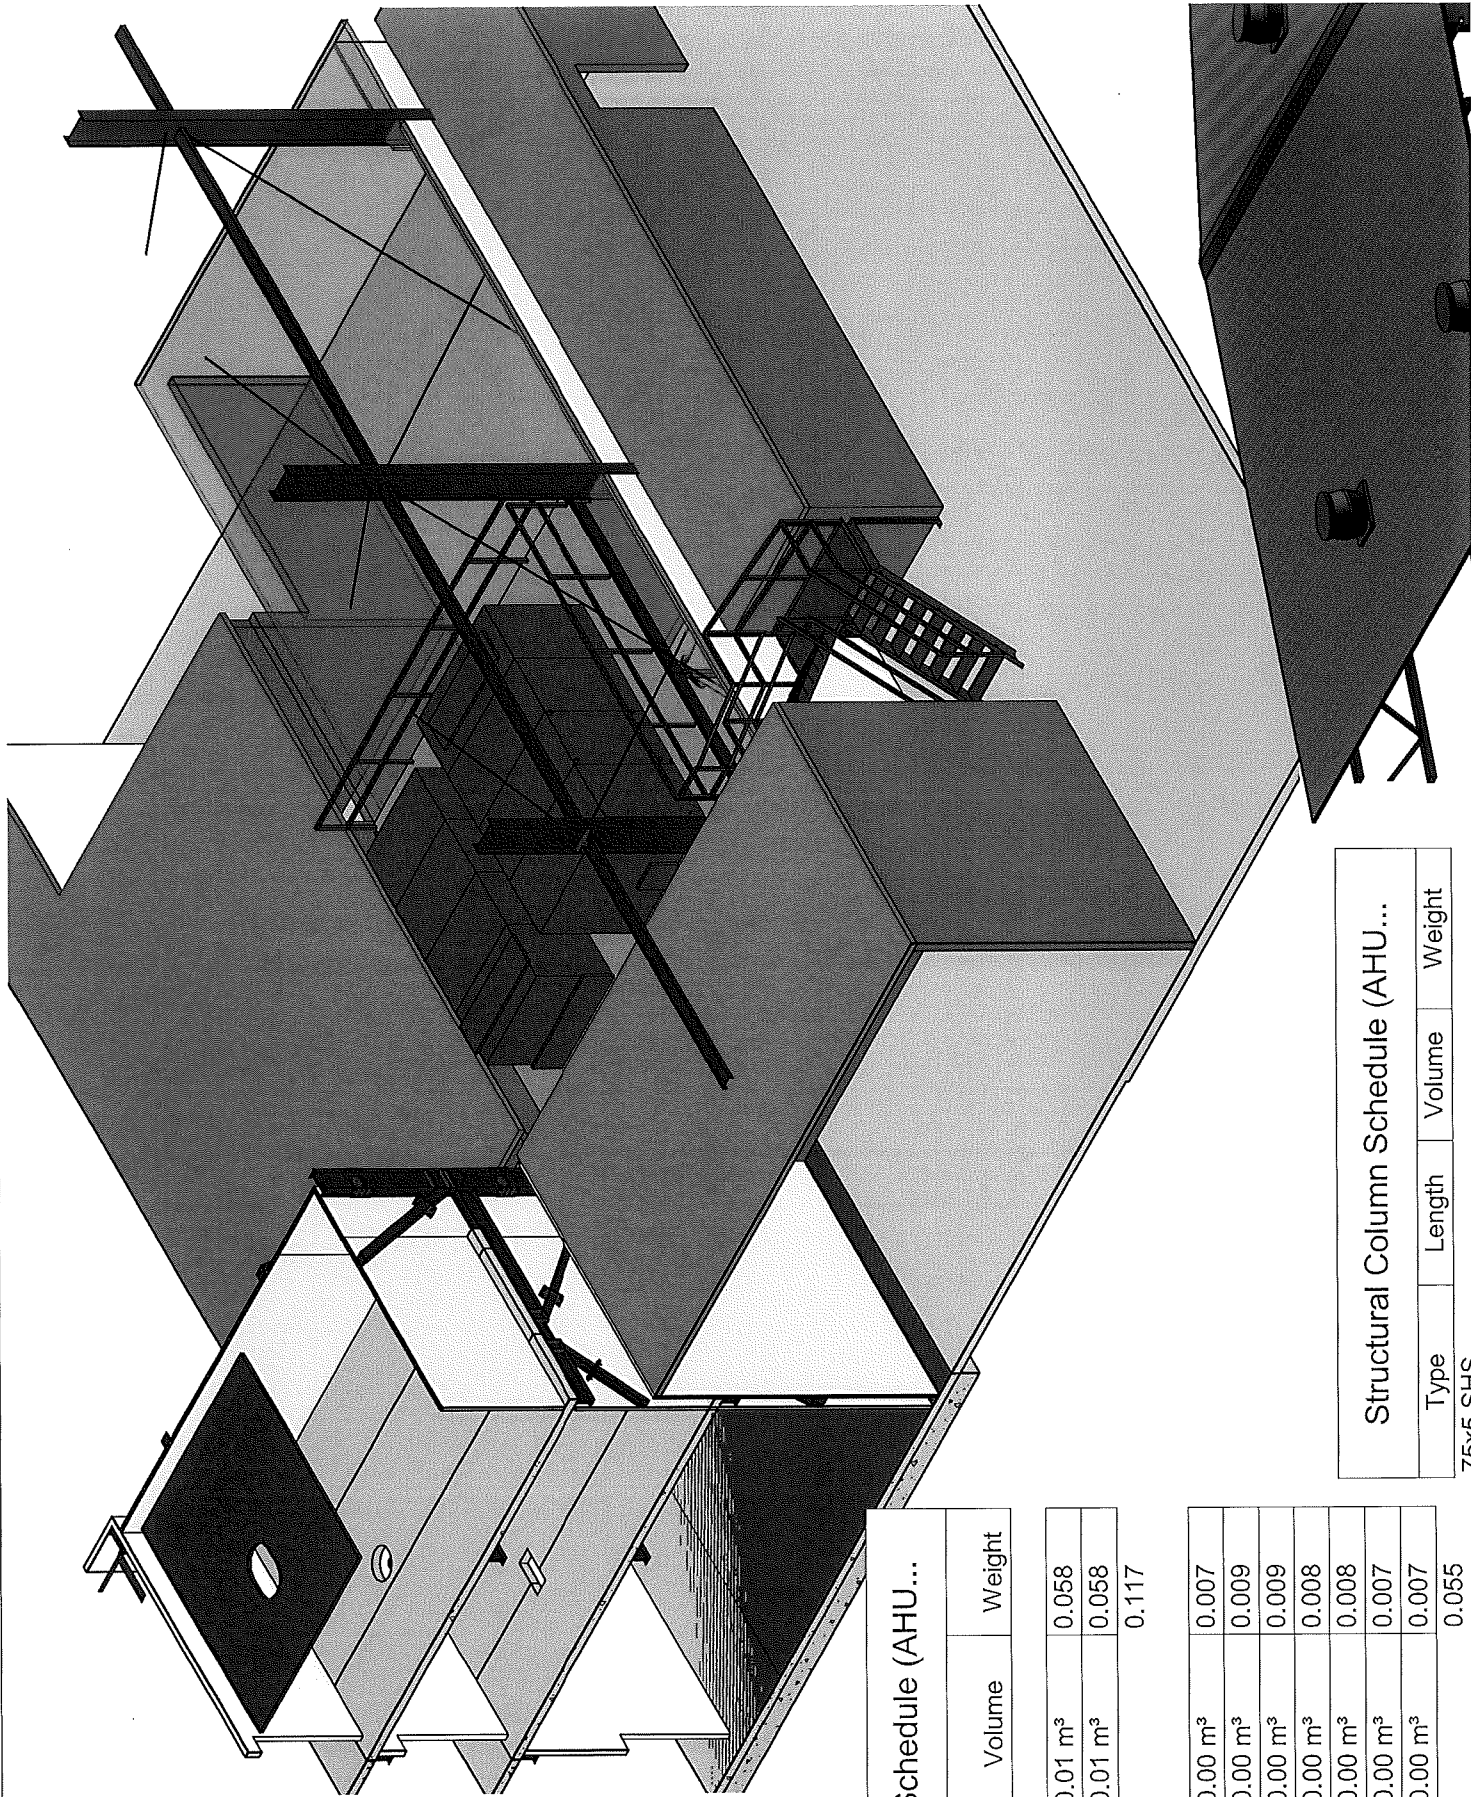 Structural Column Schedule (AHU...
Type Length Volume Weight
75x5 SHS
Schedule (AHU...
Volume Weight
0.01 m³ 0.058
0.01 m³ 0.058
0.117
0.00 m³ 0.007
0.00 m³ 0.009
0.00 m³ 0.009
0.00 m³ 0.008
0.00 m³ 0.008
0.00 m³ 0.007
0.00 m³ 0.007
0.055